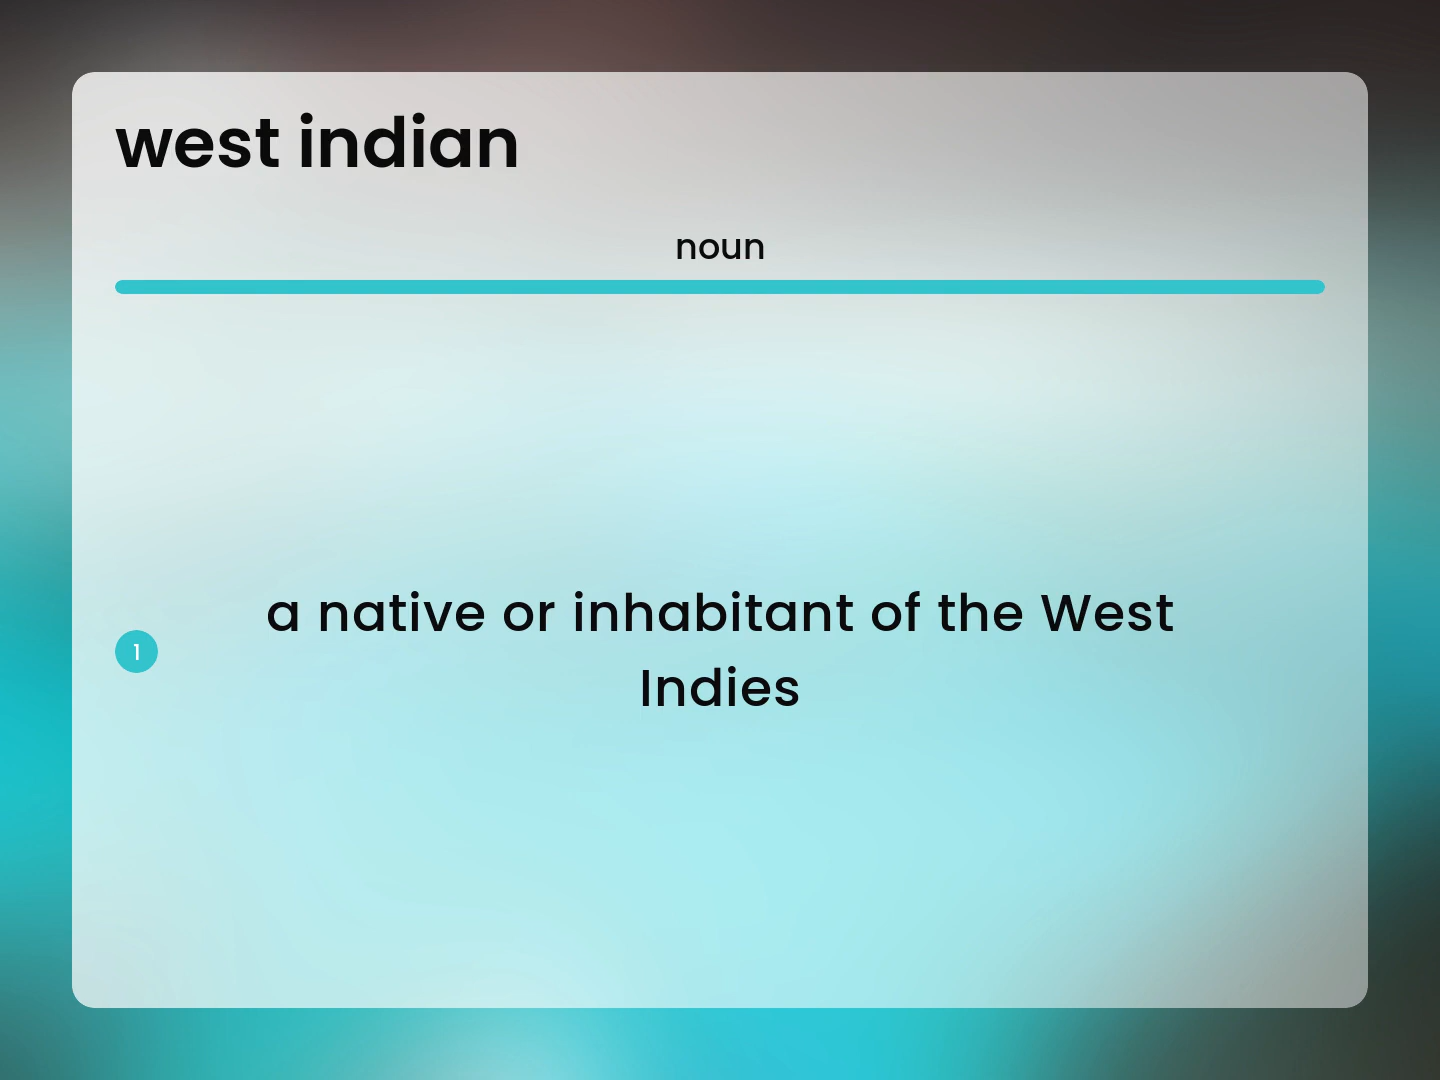 west indian
noun
1
a native or inhabitant of the West
Indies